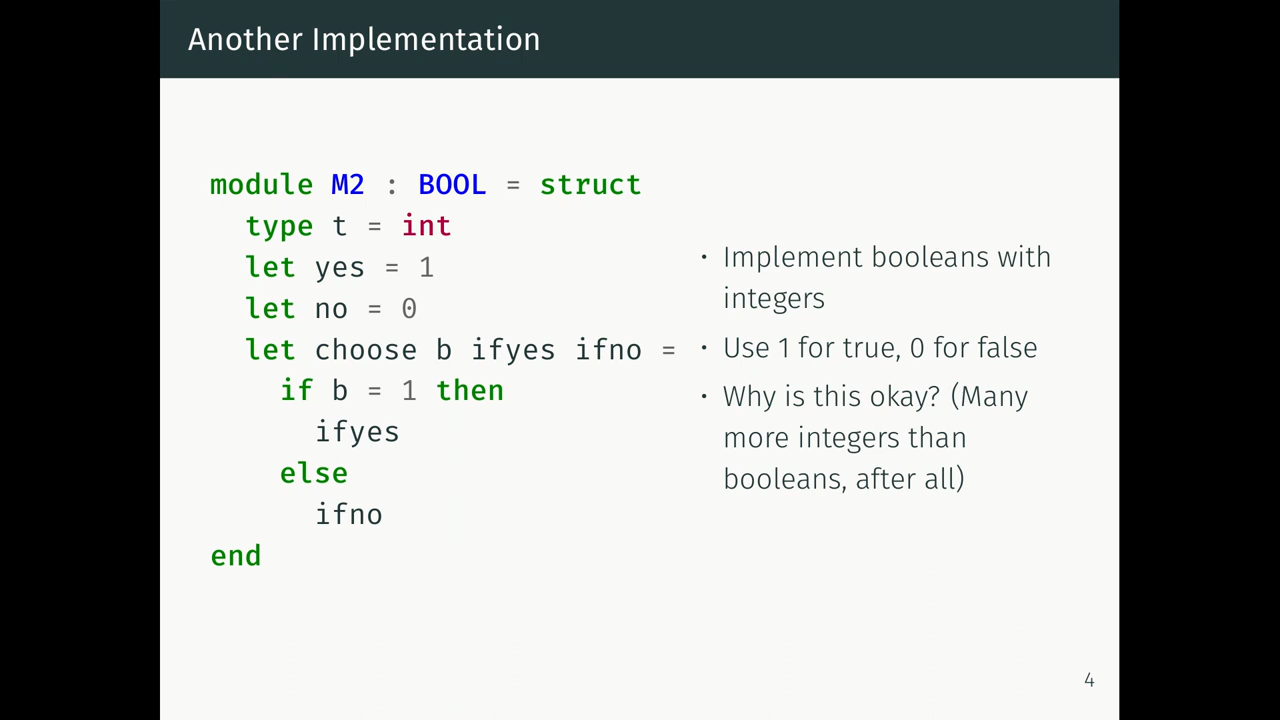 Another Implementation
module M2 : BOOL = struct
type t = int
let yes = 1
let no = 0
let choose b ifyes ifno =
if b = 1 then
ifyes
else
ifno
end
• Implement booleans with
integers
• Use 1 for true, 0 for false
• Why is this okay? (Many
more integers than
booleans, after all)
4